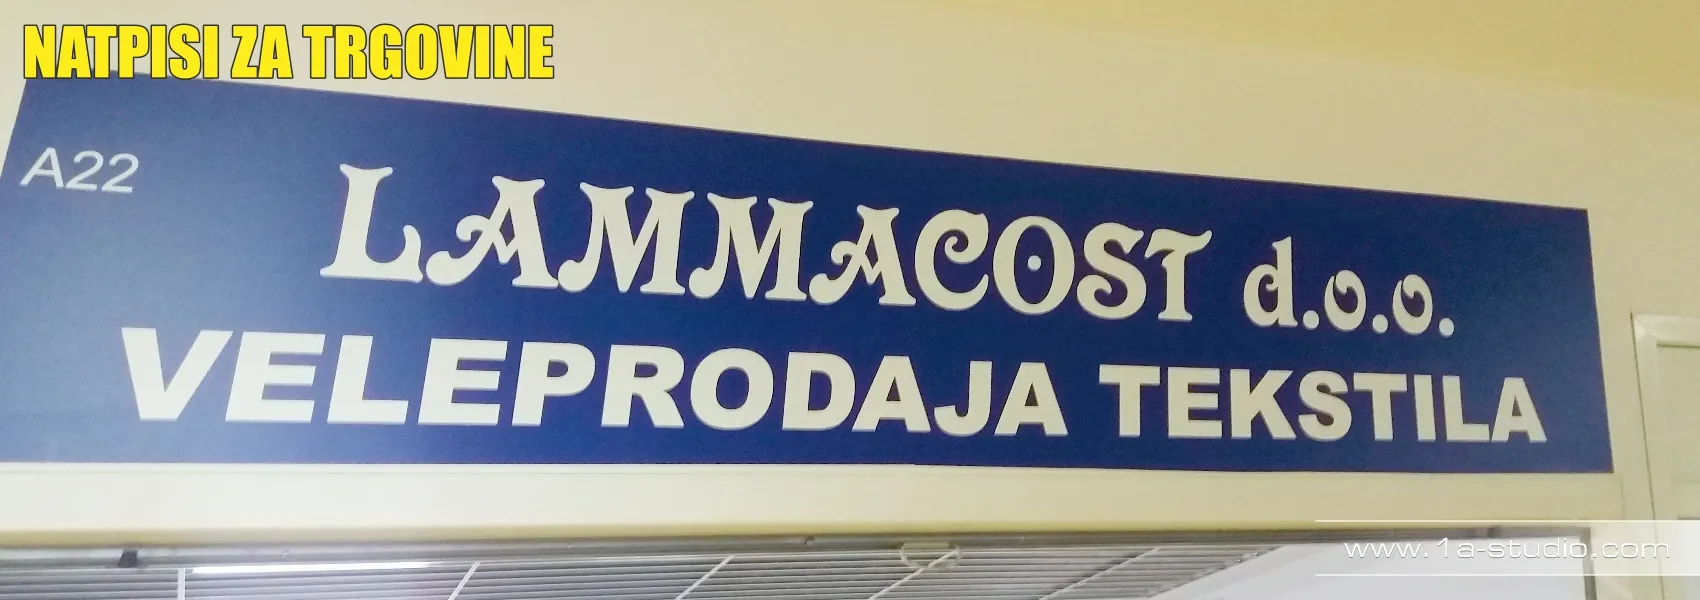 NATPISI ZA TRGOVINE
A22
LAMMACOST d.o.o.
VELEPRODAJA TEKSTILA
www.1a-studio.com